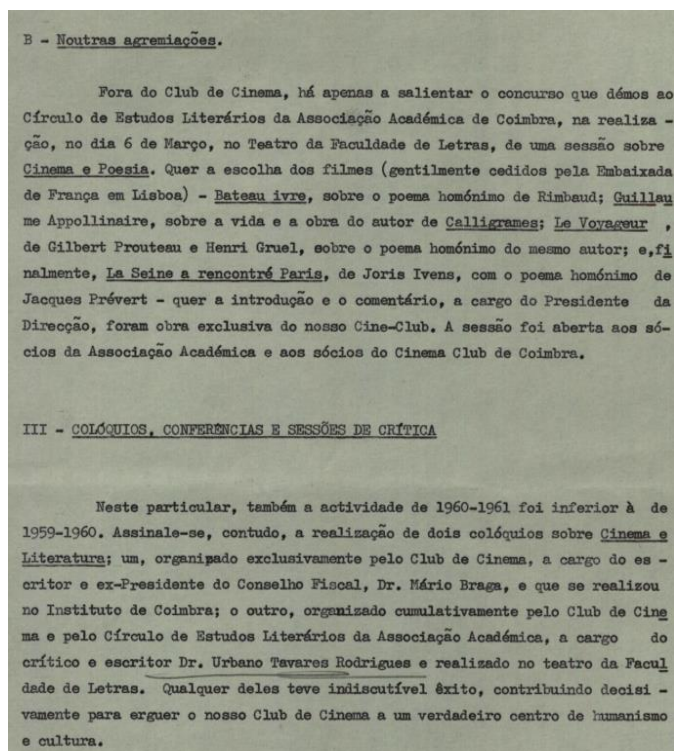 B - Noutras agremiações.
Fora do Club de Cinema, há apenas a salientar o concurso que démos ao
Círculo de Estudos Literários da Associação Académica de Coimbra, na realiza -
ção, no dia 6 de Março, no Teatro da Faculdade de Letras, de uma sessão sobre
Cinema e Poesia. Quer a escolha dos filmes (gentilmente cedidos pela Embaixada
de França em Lisboa) - Bateau ivre, sobre o poema homónimo de Rimbaud; Guillau
me Appollinaire, sobre a vida e a obra do autor de Calligrames; Le Voyageur ,
de Gilbert Prouteau e Henri Gruel, sobre o poema homónimo do mesmo autor; e,fi
nalmente, La Seine a rencontré Paris, de Joris Ivens, com o poema homónimo de
Jacques Prévert - quer a introdução e o comentário, a cargo do Presidente da
Direcção, foram obra exclusiva do nosso Cine-Club. A sessão foi aberta aos só-
cios da Associação Académica e aos sócios do Cinema Club de Coimbra.
III - COLÓQUIOS, CONFERÊNCIAS E SESSÕES DE CRÍTICA
Neste particular, também a actividade de 1960-1961 foi inferior à de
1959-1960. Assinale-se, contudo, a realização de dois colóquios sobre Cinema e
Literatura; um, organizado exclusivamente pelo Club de Cinema, a cargo do es -
critor e ex-Presidente do Conselho Fiscal, Dr. Mário Braga, e que se realizou
no Instituto de Coimbra; o outro, organizado cumulativamente pelo Club de Cine
ma e pelo Círculo de Estudos Literários da Associação Académica, a cargo do
crítico e escritor Dr. Urbano Tavares Rodrigues e realizado no teatro da Facul
dade de Letras. Qualquer deles teve indiscutível êxito, contribuindo decisi -
vamente para erguer o nosso Club de Cinema a um verdadeiro centro de humanismo
e cultura.